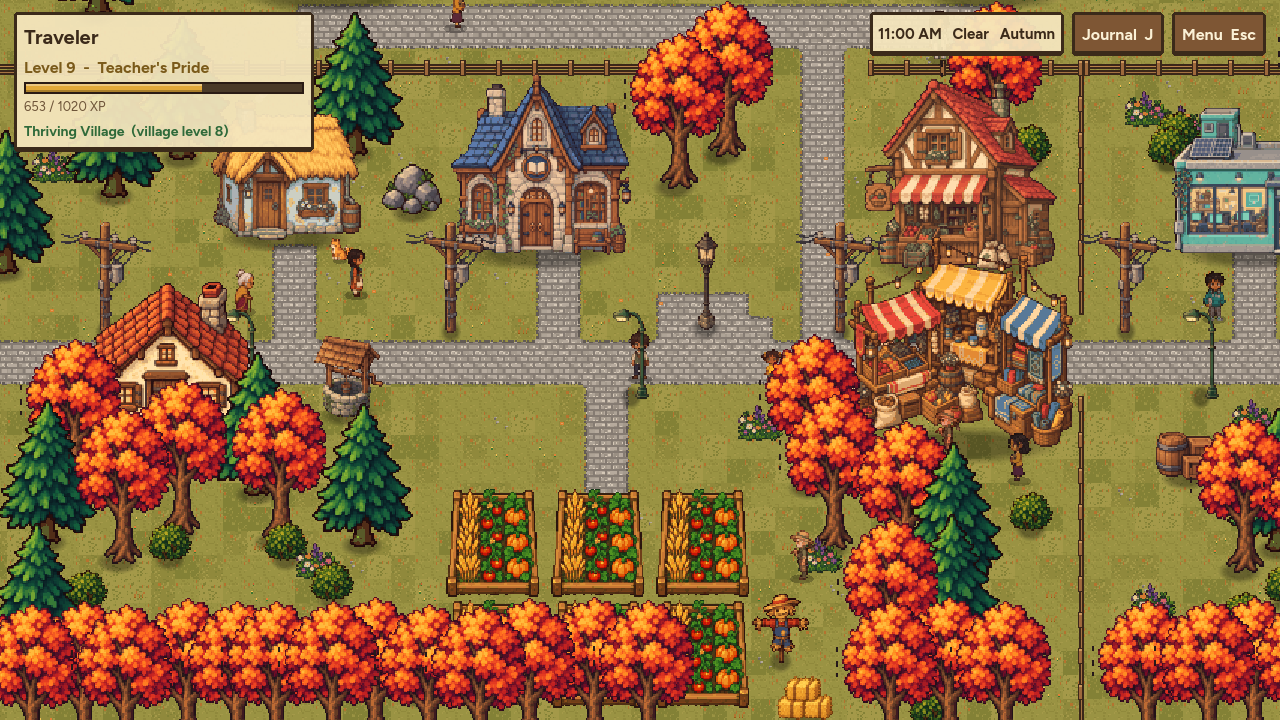 Traveler
Level 9 - Teacher's Pride
653 / 1020 XP
Thriving Village (village level 8)
11:00 AM Clear Autumn
Journal J
Menu Esc